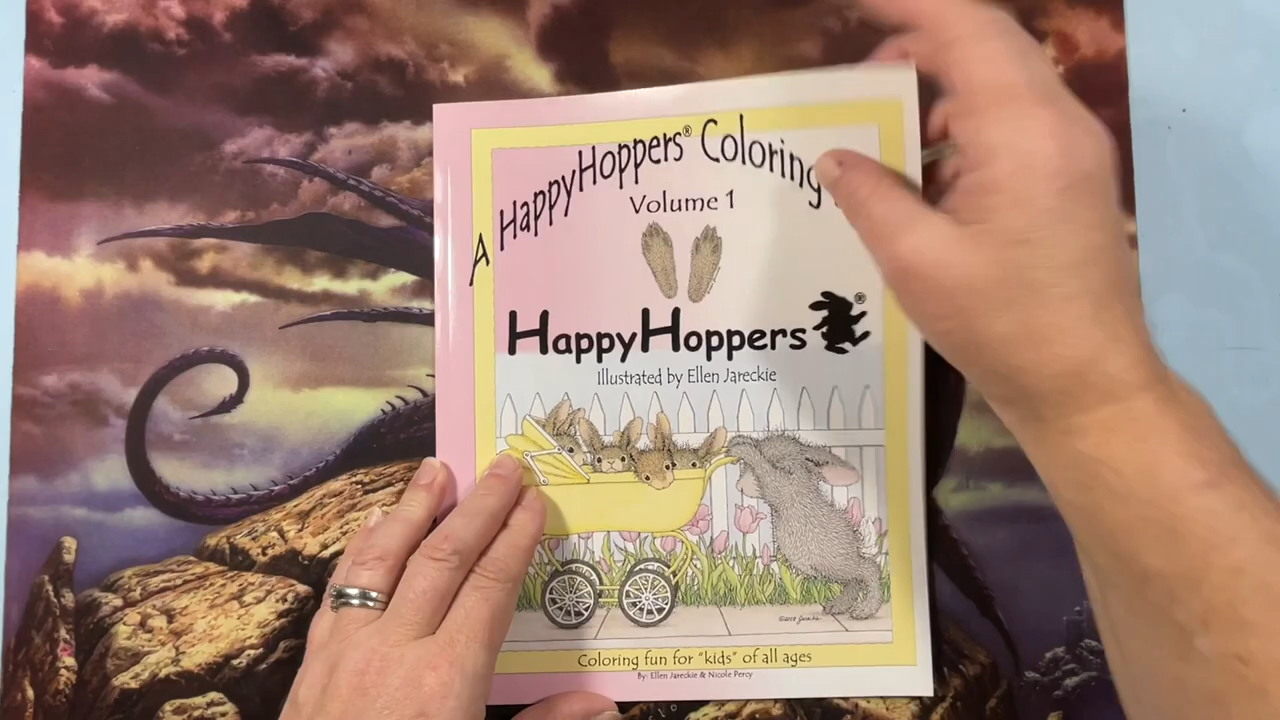 A HappyHoppers® Coloring
Volume 1
HappyHoppers ®
Illustrated by Ellen Jareckie
Coloring fun for "kids" of all ages
By: Ellen Jareckie & Nicole Percy